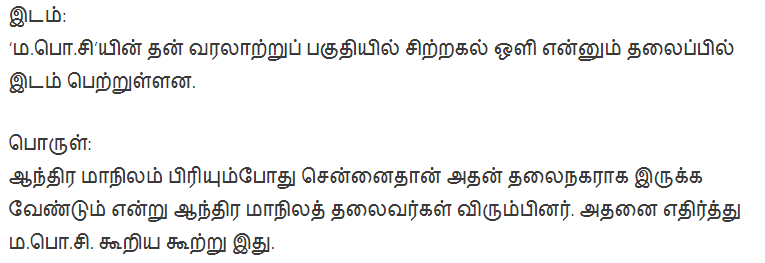 இடம்:
‘ம.பொ.சி’யின் தன் வரலாற்றுப் பகுதியில் சிற்றகல் ஒளி என்னும் தலைப்பில்
இடம் பெற்றுள்ளன.
பொருள்:
ஆந்திர மாநிலம் பிரியும்போது சென்னைதான் அதன் தலைநகராக இருக்க
வேண்டும் என்று ஆந்திர மாநிலத் தலைவர்கள் விரும்பினர். அதனை எதிர்த்து
ம.பொ.சி. கூறிய கூற்று இது.